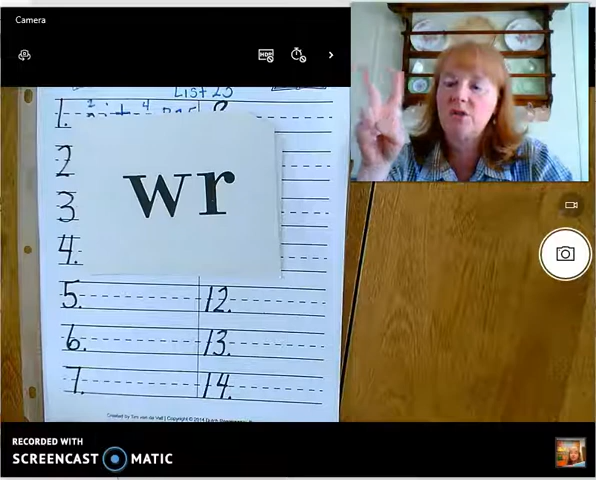 Camera
List 25
1.
2
3
4.
wr
5.
12.
6.
13.
7.
14.
RECORDED WITH
SCREENCAST MATIC